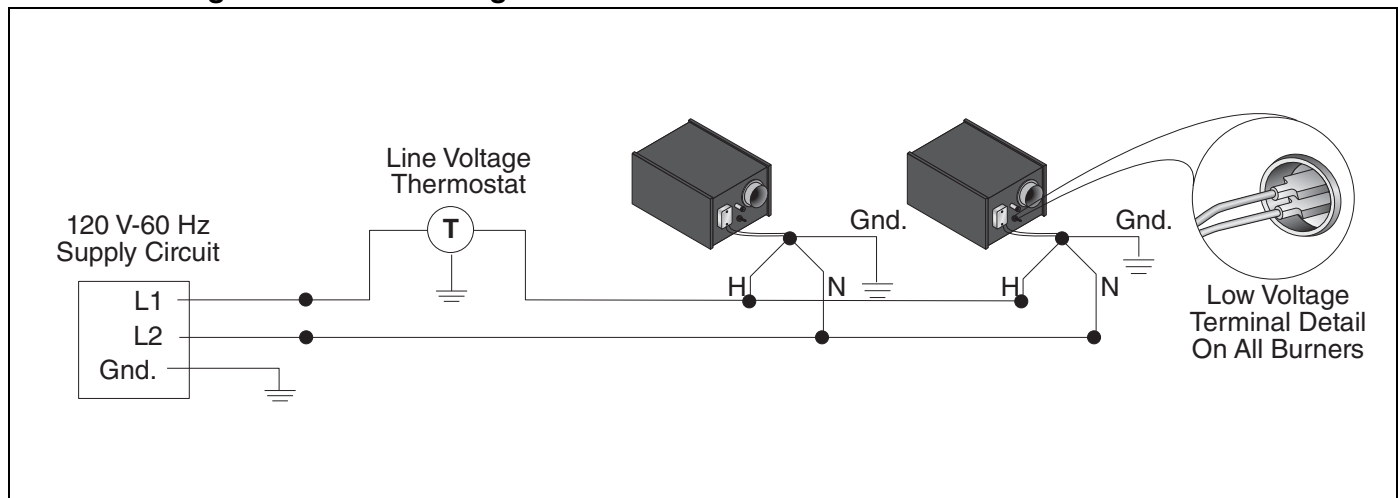 Line Voltage
Thermostat
T
120 V-60 Hz
Supply Circuit
L1
L2
Gnd.
Gnd.
H
N
Gnd.
H
N
Low Voltage
Terminal Detail
On All Burners